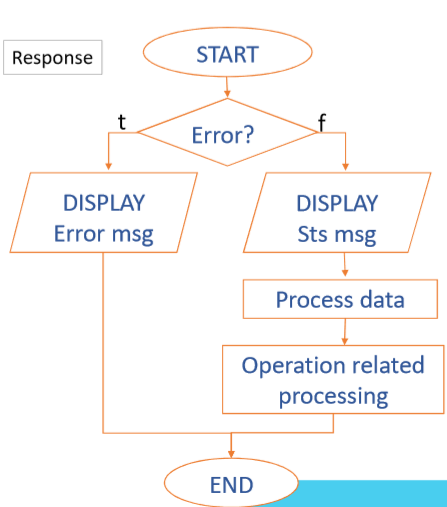 Response
START
t
f
Error?
DISPLAY
Error msg
DISPLAY
Sts msg
Process data
Operation related
processing
END